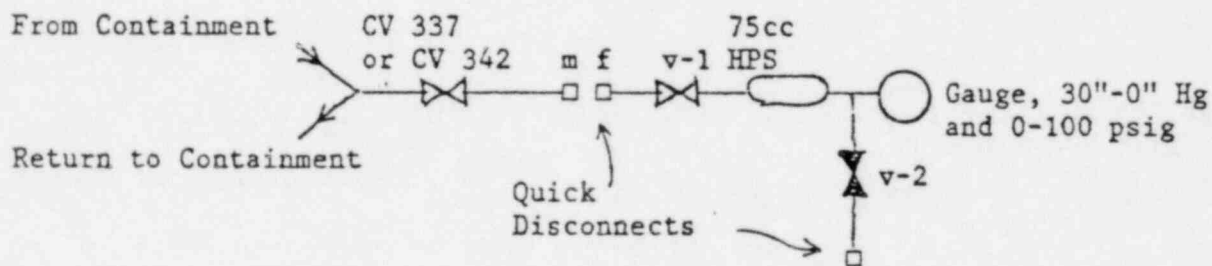 From Containment
CV 337
or CV 342
m f
v-1
75cc
HPS
Gauge, 30"-0" Hg
and 0-100 psig
Return to Containment
v-2
Quick
Disconnects